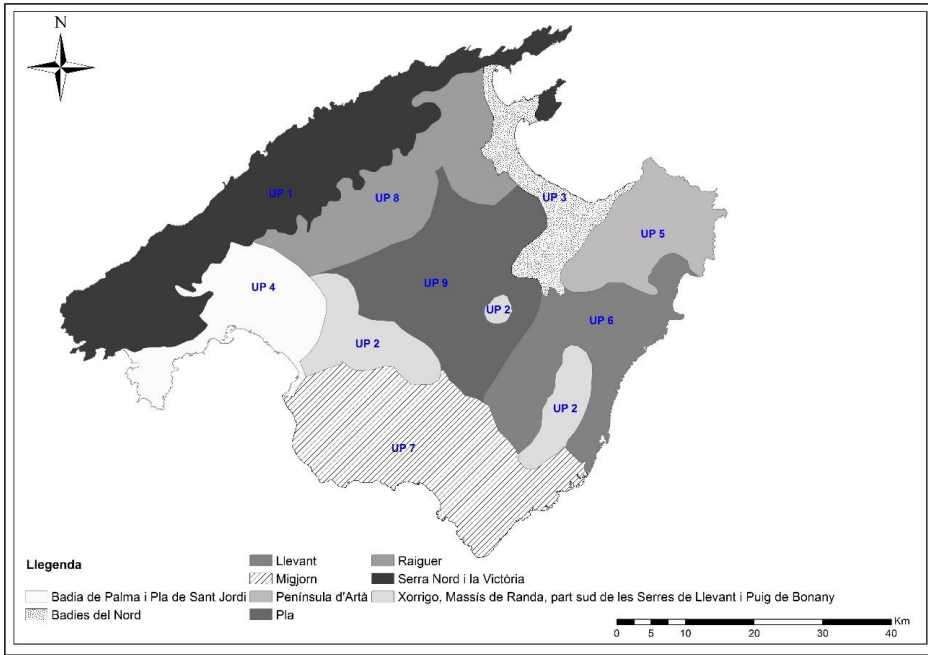 N
UP 1
UP 8
UP 3
UP 5
UP 4
UP 9
UP 2
UP 6
UP 2
UP 2
UP 7
Llegenda
Llevant
Raiguer
Migjorn
Serra Nord i la Victòria
Badia de Palma i Pla de Sant Jordi
Península d'Artà
Xorrigo, Massís de Randa, part sud de les Serres de Llevant i Puig de Bonany
Badies del Nord
Pla
Km
0 5 10 20 30 40